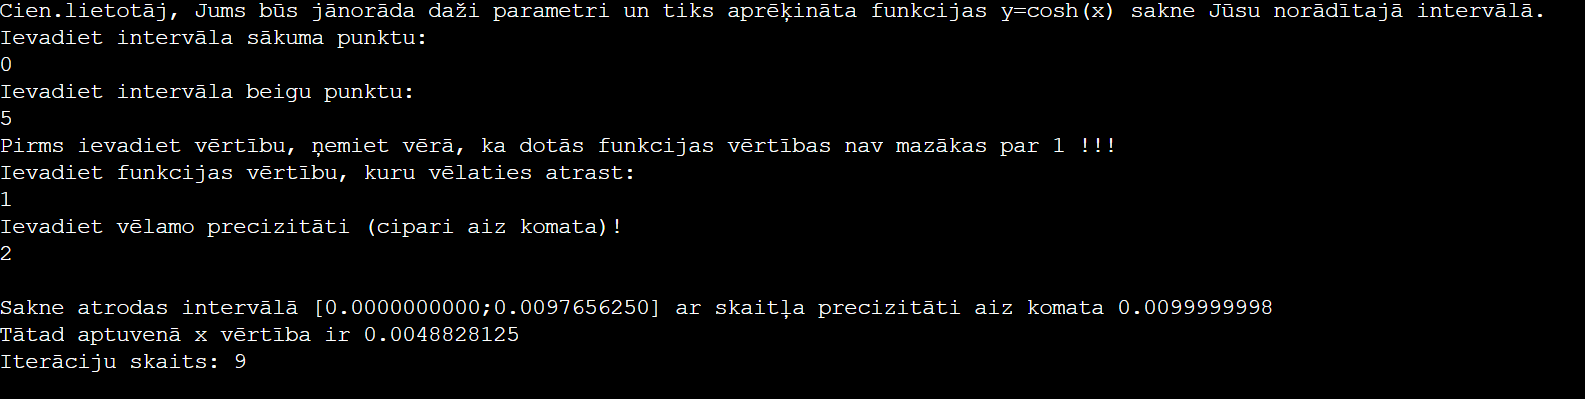 Cien.lietotāj, Jums būs jānorāda daži parametri un tiks aprēķināta funkcijas y=cosh(x) sakne Jūsu norādītajā intervālā.
Ievadiet intervāla sākuma punktu:
0
Ievadiet intervāla beigu punktu:
5
Pirms ievadiet vērtību, ņemiet vērā, ka dotās funkcijas vērtības nav mazākas par 1 !!!
Ievadiet funkcijas vērtību, kuru vēlaties atrast:
1
Ievadiet vēlamo precizitāti (cipari aiz komata)!
2
Sakne atrodas intervālā [0.0000000000;0.0097656250] ar skaitļa precizitāti aiz komata 0.0099999998
Tātad aptuvenā x vērtība ir 0.0048828125
Iterāciju skaits: 9